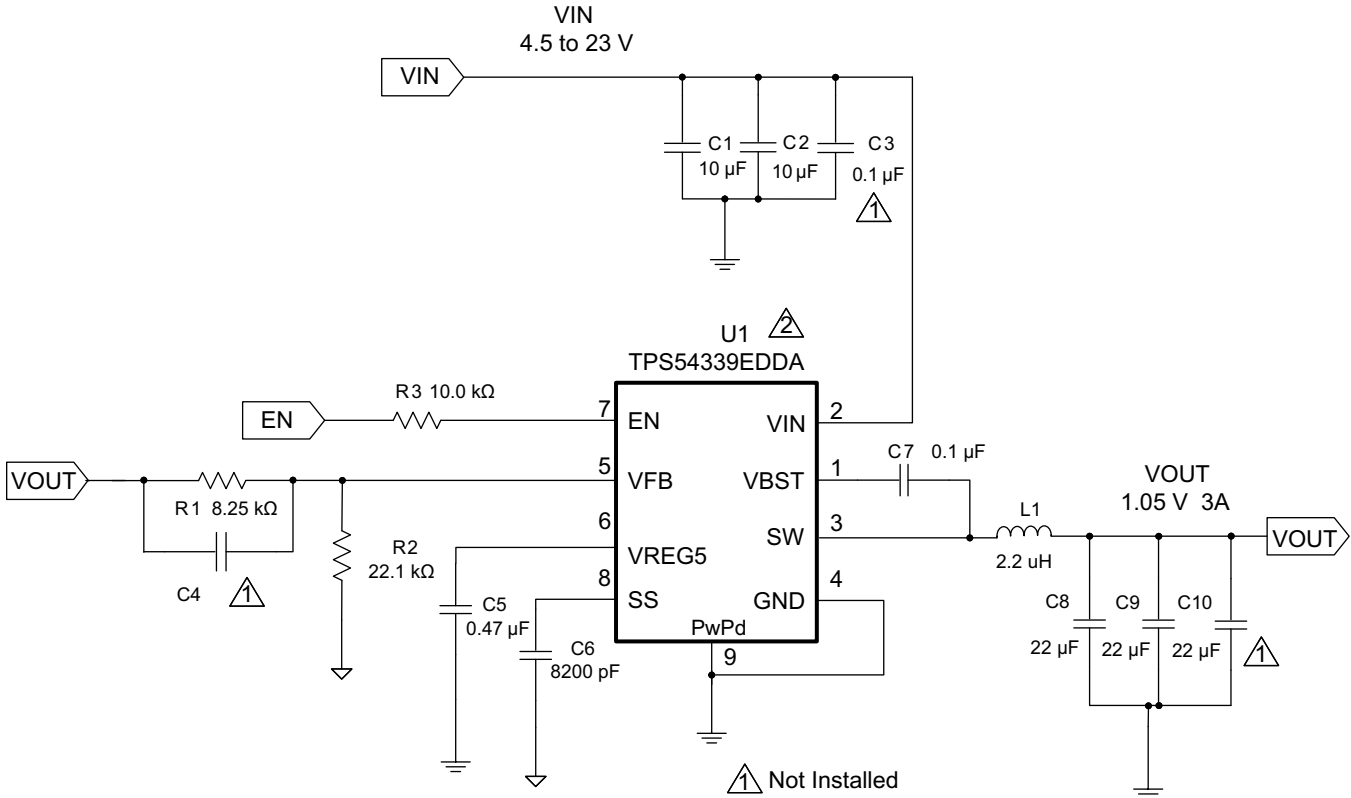 VIN
4.5 to 23 V
VIN
C1
10 µF
C2
10 µF
C3
0.1 µF
1
U1
2
TPS54339EDDA
EN
R3 10.0 kΩ
7
EN
VIN
2
VOUT
R1 8.25 kΩ
C4
1
R2
22.1 kΩ
5
VFB
VBST
1
C7 0.1 µF
6
VREG5
SW
3
L1
2.2 uH
8
SS
GND
4
C5
0.47 µF
C6
8200 pF
PwPd
9
VOUT
1.05 V 3A
VOUT
C8
22 µF
C9
22 µF
C10
22 µF
1
1 Not Installed